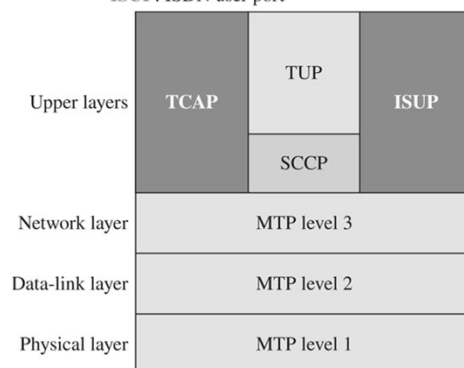 ISUP: ISDN user port
Upper layers
TCAP
TUP
ISUP
SCCP
Network layer
MTP level 3
Data-link layer
MTP level 2
Physical layer
MTP level 1